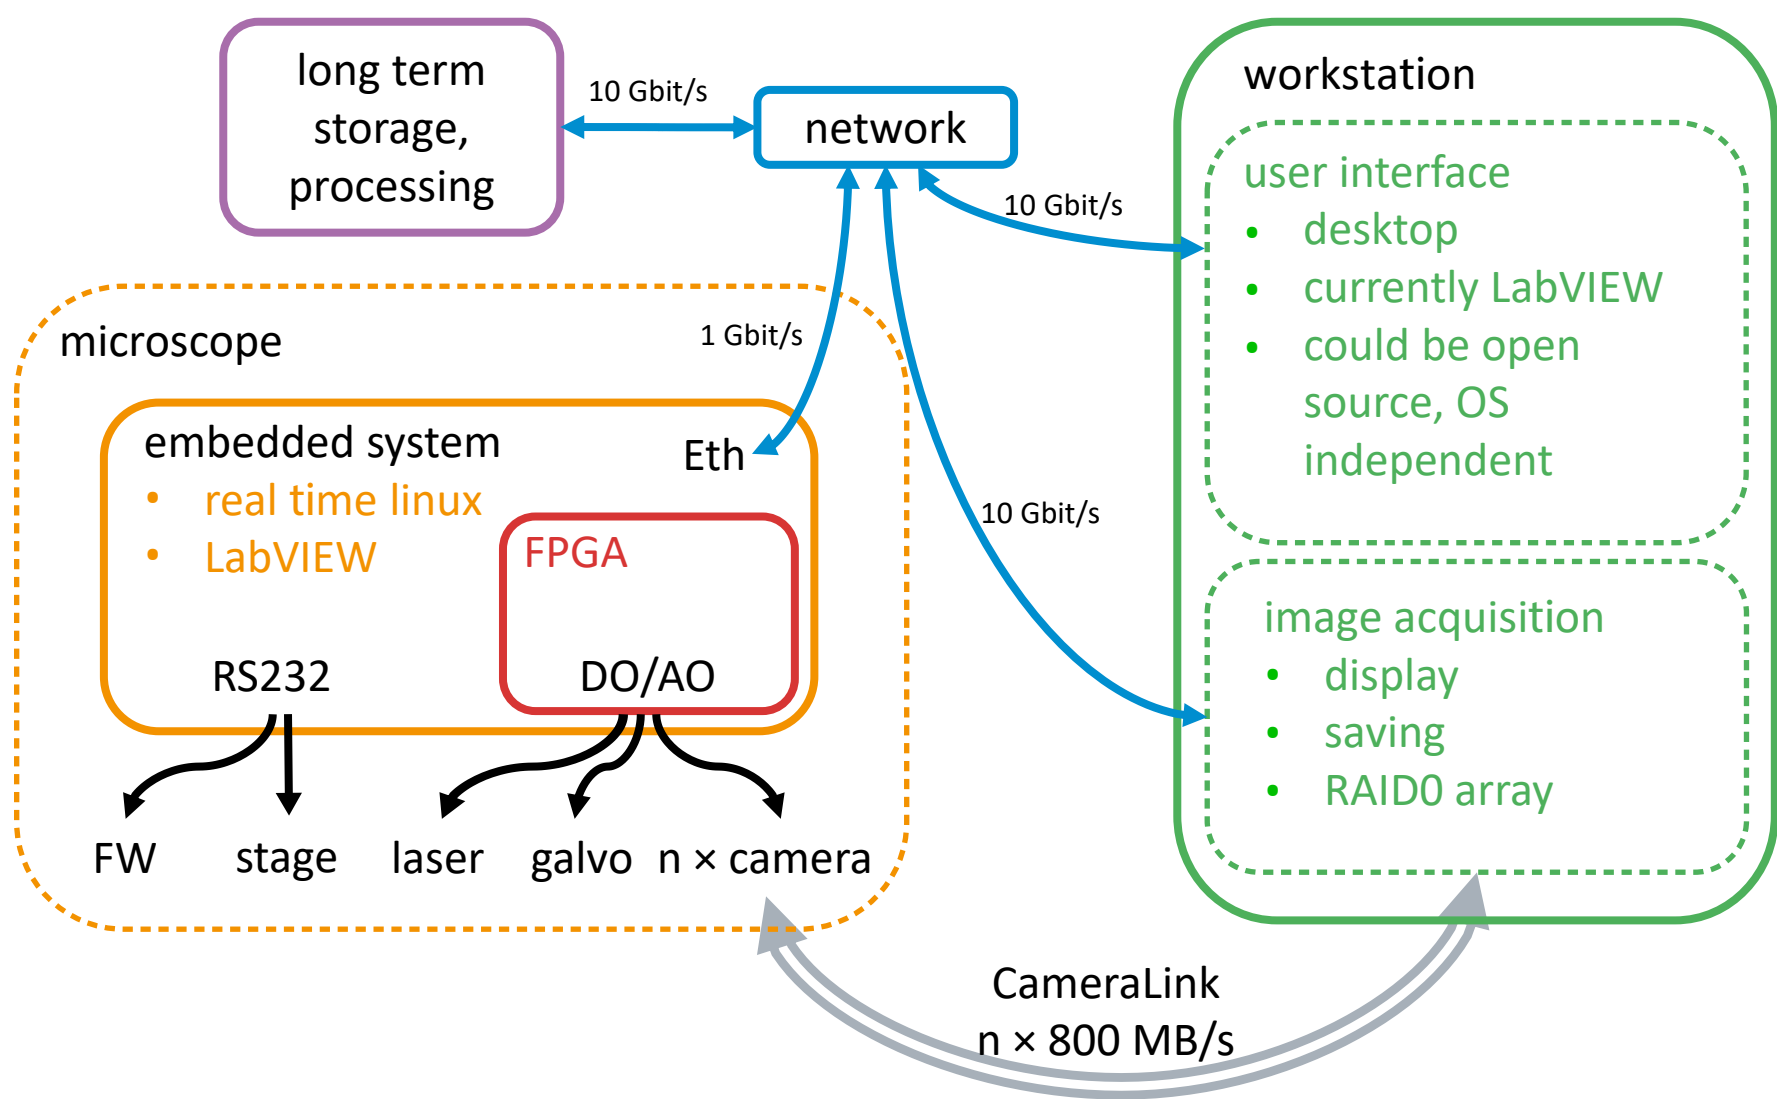 long term
storage,
processing
10 Gbit/s
network
workstation
user interface
• desktop
• currently LabVIEW
• could be open
source, OS
independent
10 Gbit/s
1 Gbit/s
10 Gbit/s
microscope
embedded system
• real time linux
• LabVIEW
Eth
FPGA
RS232
DO/AO
FW
stage
laser
galvo
n × camera
image acquisition
• display
• saving
• RAID0 array
CameraLink
n × 800 MB/s